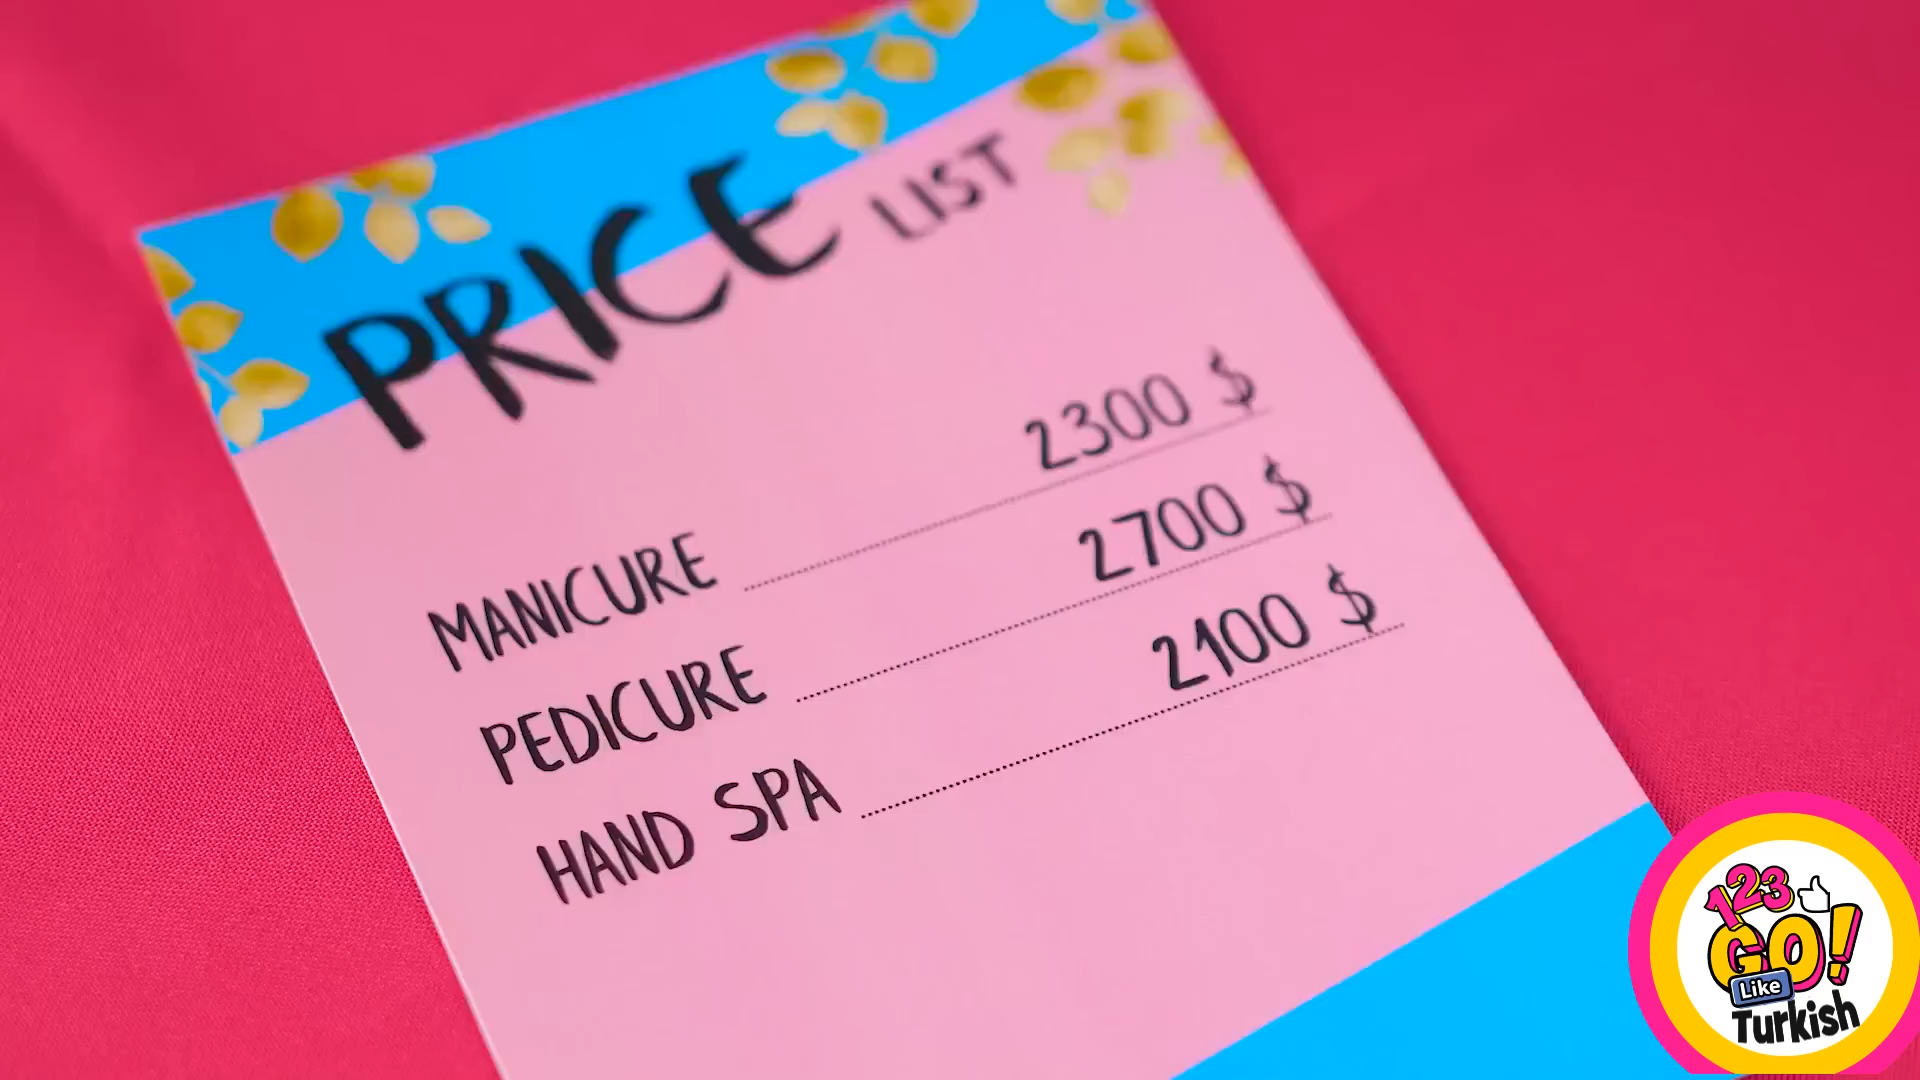 PRICE LIST
MANICURE 2300 $
PEDICURE 2700 $
HAND SPA 2100 $
123
GO!
Like
Turkish